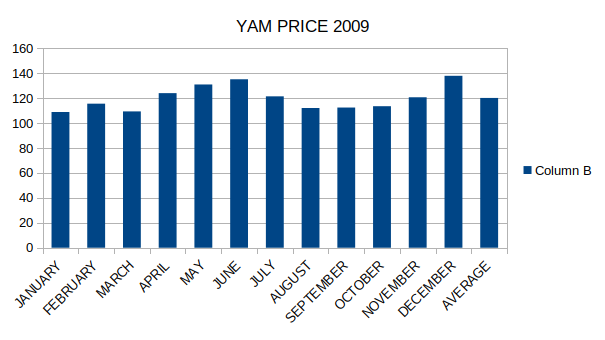 YAM PRICE 2009
160
140
120
100
80
60
40
20
0
JANUARY
FEBRUARY
MARCH
APRIL
MAY
JUNE
JULY
AUGUST
SEPTEMBER
OCTOBER
NOVEMBER
DECEMBER
AVERAGE
Column B